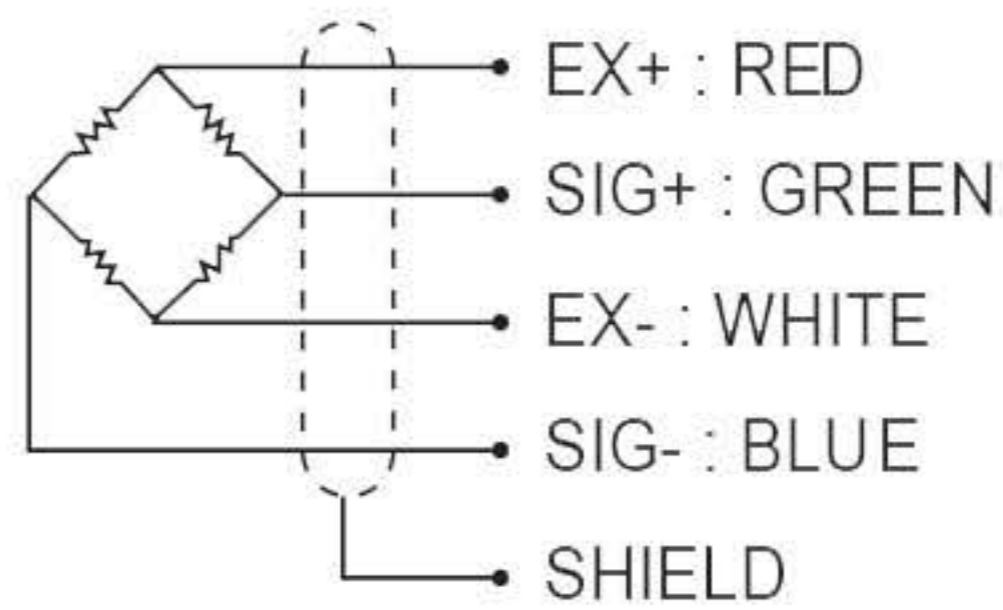 EX+ : RED
SIG+ : GREEN
EX- : WHITE
SIG- : BLUE
SHIELD